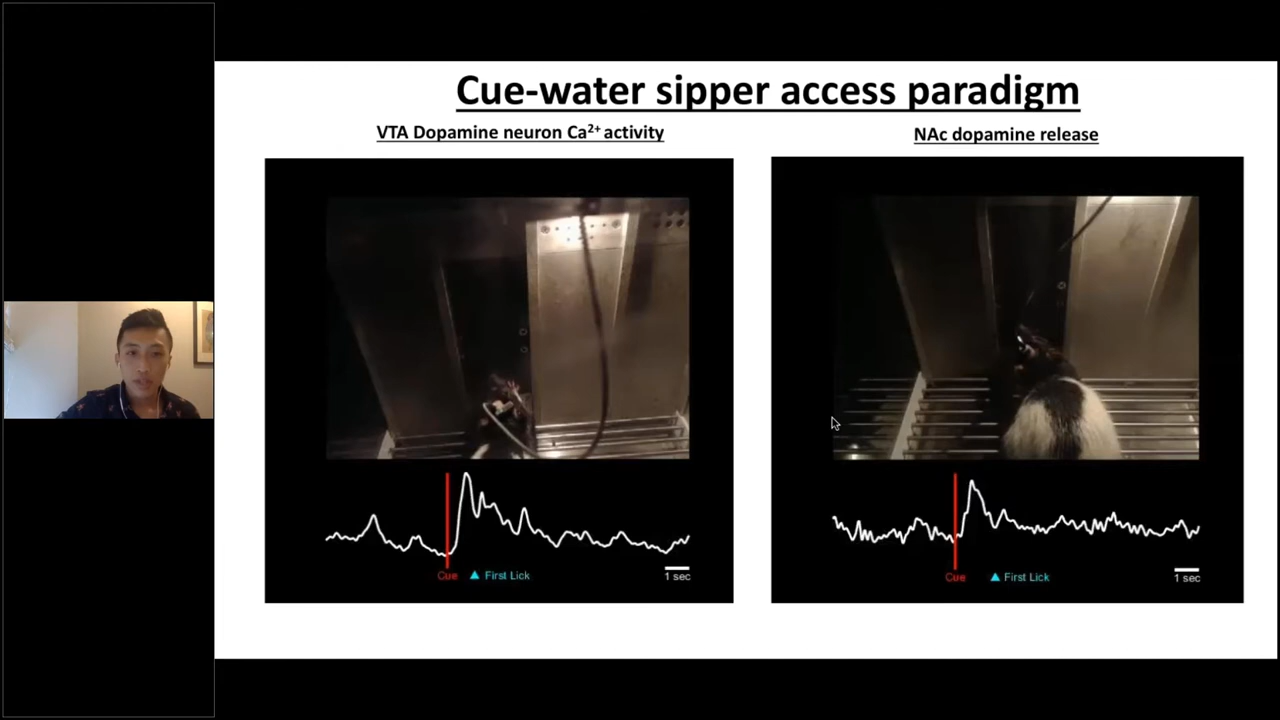 Cue-water sipper access paradigm
VTA Dopamine neuron Ca²⁺ activity
NAc dopamine release
Cue ▲ First Lick
1 sec
Cue ▲ First Lick
1 sec